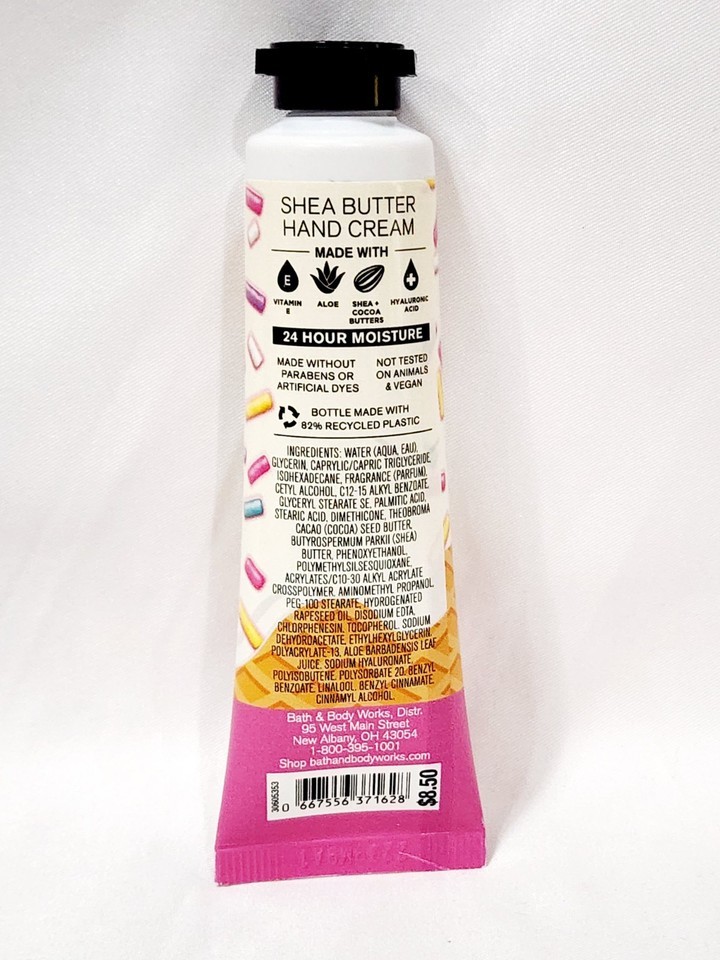 SHEA BUTTER
HAND CREAM
MADE WITH
E
VITAMIN
E
ALOE
SHEA +
COCOA
BUTTERS
HYALURONIC
ACID
24 HOUR MOISTURE
MADE WITHOUT
PARABENS OR
ARTIFICIAL DYES
NOT TESTED
ON ANIMALS
& VEGAN
BOTTLE MADE WITH
82% RECYCLED PLASTIC
INGREDIENTS: WATER (AQUA, EAU),
GLYCERIN, CAPRYLIC/CAPRIC TRIGLYCERIDE,
ISOHEXADECANE, FRAGRANCE (PARFUM),
CETYL ALCOHOL, C12-15 ALKYL BENZOATE,
GLYCERYL STEARATE SE, PALMITIC ACID,
STEARIC ACID, DIMETHICONE, THEOBROMA
CACAO (COCOA) SEED BUTTER,
BUTYROSPERMUM PARKII (SHEA)
BUTTER, PHENOXYETHANOL,
POLYMETHYLSILSESQUIOXANE,
ACRYLATES/C10-30 ALKYL ACRYLATE
CROSSPOLYMER, AMINOMETHYL PROPANOL,
PEG-100 STEARATE, HYDROGENATED
RAPESEED OIL, DISODIUM EDTA,
CHLORPHENESIN, TOCOPHEROL, SODIUM
DEHYDROACETATE, ETHYLHEXYLGLYCERIN,
POLYACRYLATE-13, ALOE BARBADENSIS LEAF
JUICE, SODIUM HYALURONATE,
POLYISOBUTENE, POLYSORBATE 20, BENZYL
BENZOATE, LINALOOL, BENZYL CINNAMATE,
CINNAMYL ALCOHOL.
Bath & Body Works, Distr.
95 West Main Street
New Albany, OH 43054
1-800-395-1001
Shop bathandbodyworks.com
30605353
0 667556 371628
$8.50